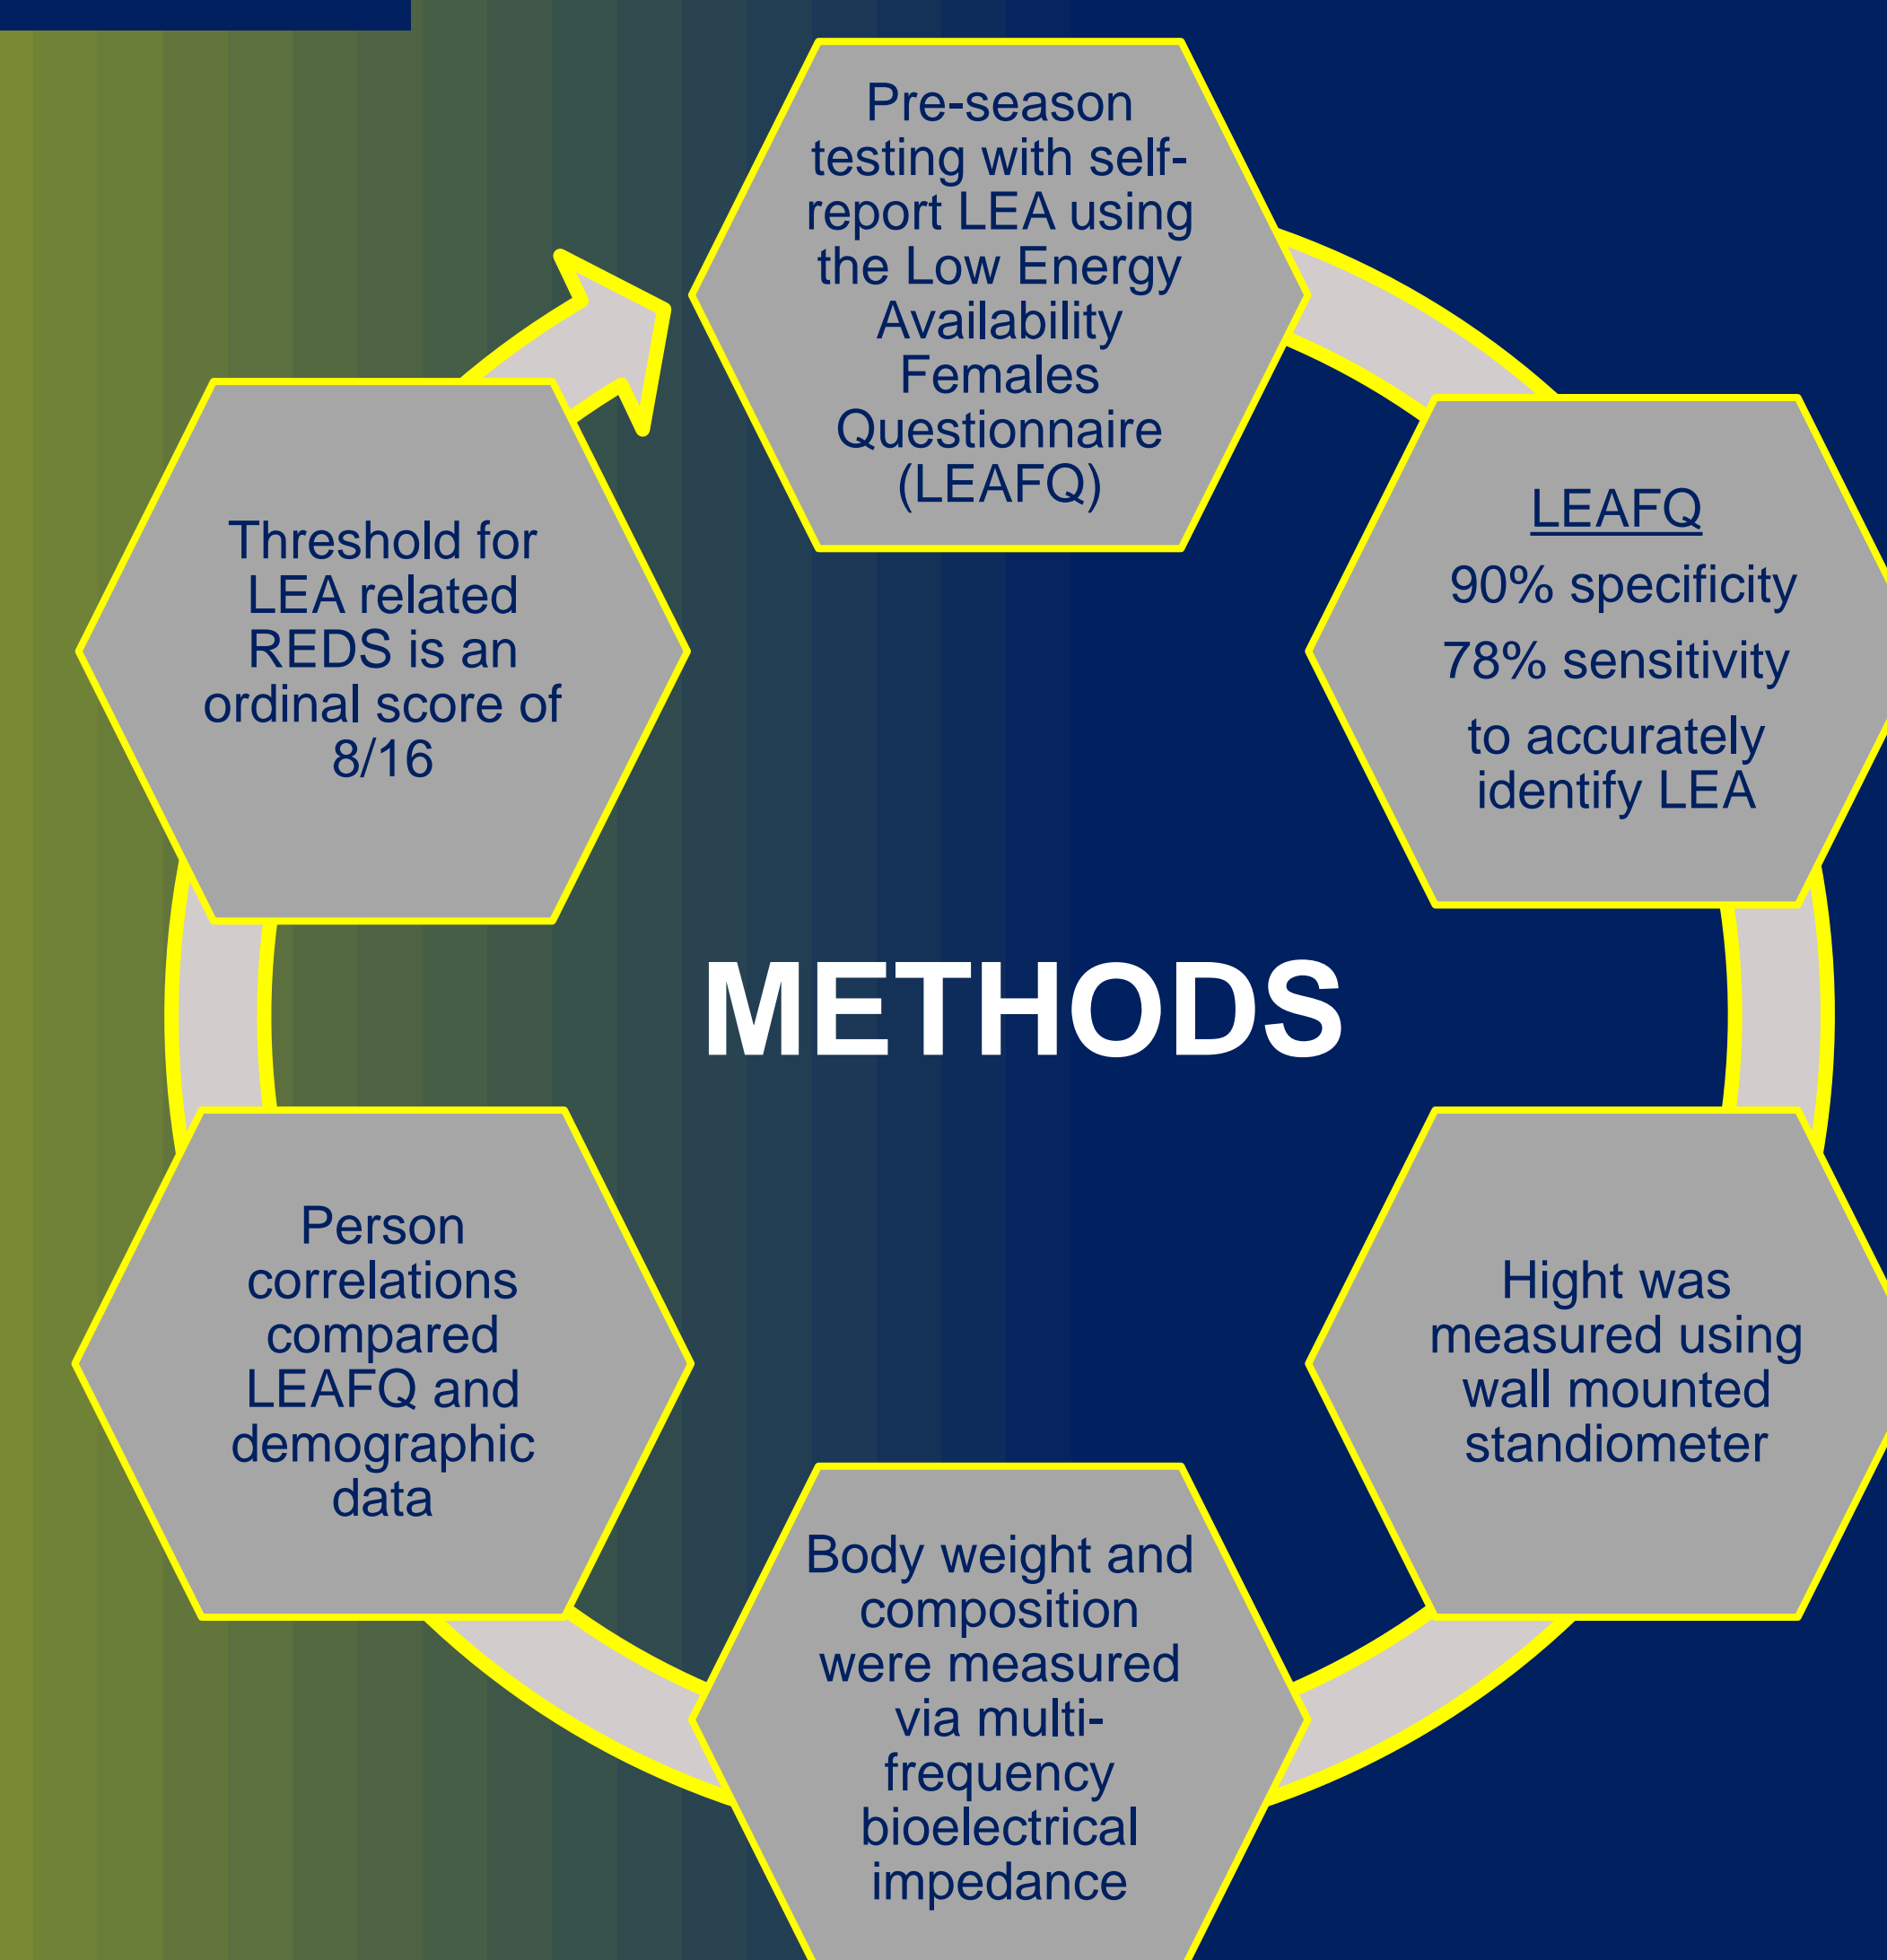 Pre-season
testing with self-
report LEA using
the Low Energy
Availability
Females
Questionnaire
(LEAFQ)
LEAFQ
90% specificity
78% sensitivity
to accurately
identify LEA
Hight was
measured using
wall mounted
standiometer
Body weight and
composition
were measured
via multi-
frequency
bioelectrical
impedance
Person
correlations
compared
LEAFQ and
demographic
data
Threshold for
LEA related
REDS is an
ordinal score of
8/16
METHODS